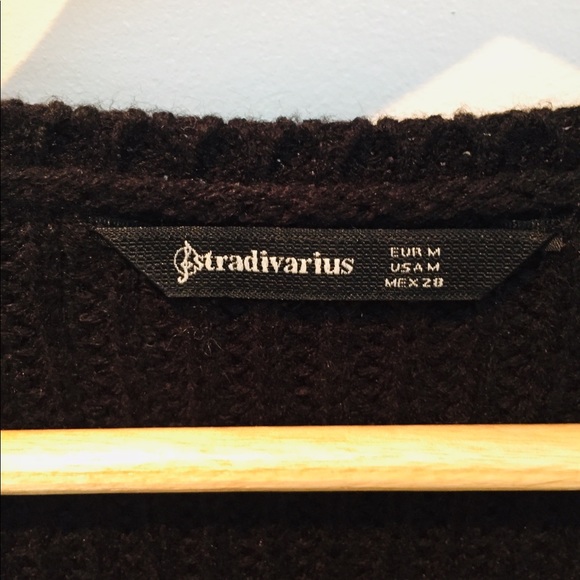 stradivarius
EUR M
USA M
MEX 28